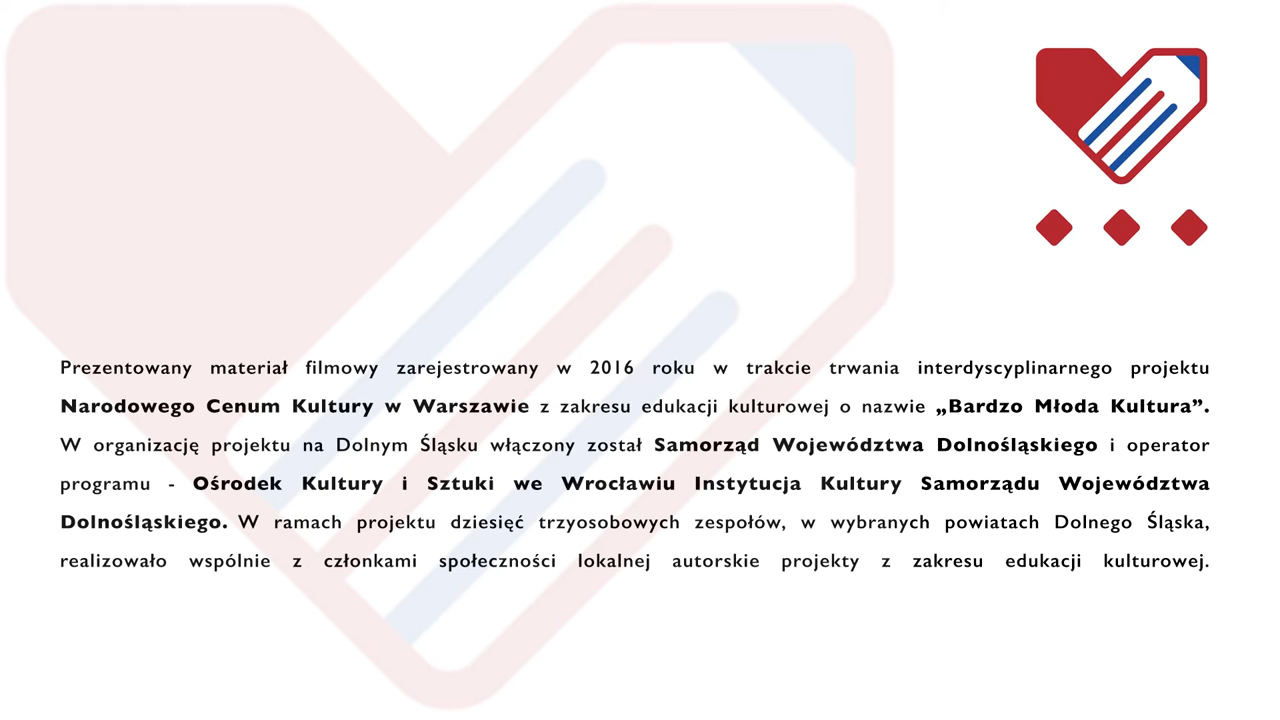 Prezentowany materiał filmowy zarejestrowany w 2016 roku w trakcie trwania interdyscyplinarnego projektu
Narodowego Cenum Kultury w Warszawie z zakresu edukacji kulturowej o nazwie „Bardzo Młoda Kultura”.
W organizację projektu na Dolnym Śląsku włączony został Samorząd Województwa Dolnośląskiego i operator
programu - Ośrodek Kultury i Sztuki we Wrocławiu Instytucja Kultury Samorządu Województwa
Dolnośląskiego. W ramach projektu dziesięć trzyosobowych zespołów, w wybranych powiatach Dolnego Śląska,
realizowało wspólnie z członkami społeczności lokalnej autorskie projekty z zakresu edukacji kulturowej.